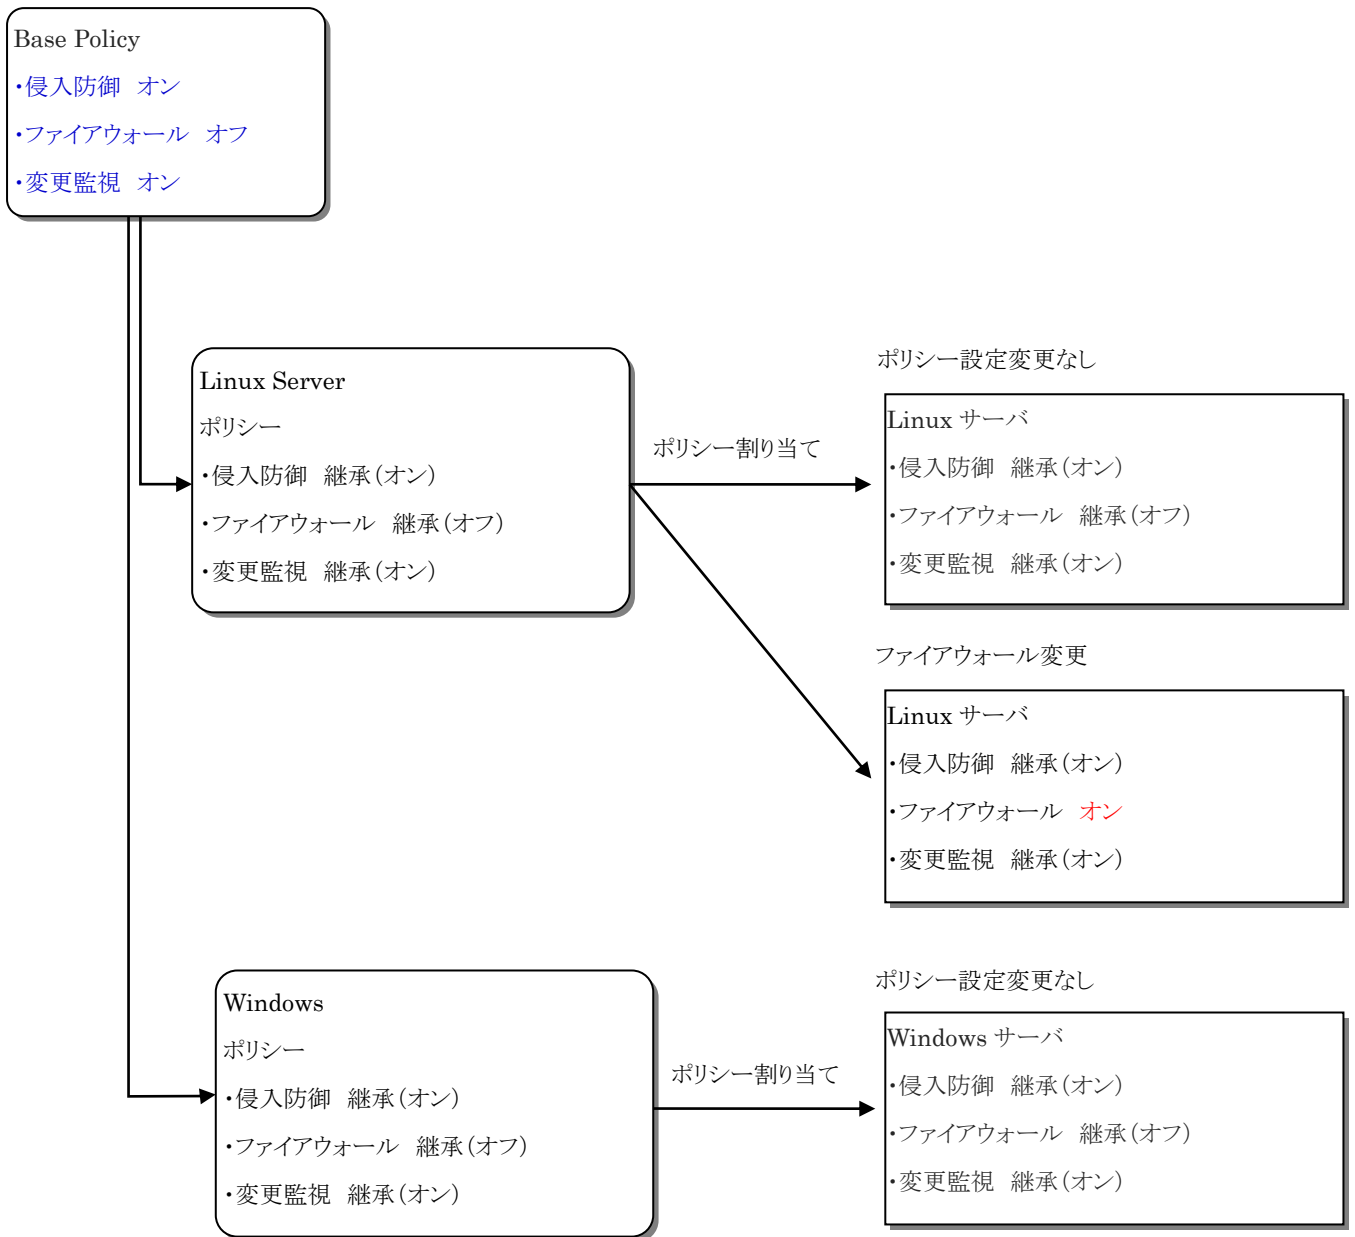 Base Policy
・侵入防御　オン
・ファイアウォール　オフ
・変更監視　オン
Linux Server
ポリシー
・侵入防御　継承（オン）
・ファイアウォール　継承（オフ）
・変更監視　継承（オン）
ポリシー割り当て
ポリシー設定変更なし
Linux サーバ
・侵入防御　継承（オン）
・ファイアウォール　継承（オフ）
・変更監視　継承（オン）
ファイアウォール変更
Linux サーバ
・侵入防御　継承（オン）
・ファイアウォール　オン
・変更監視　継承（オン）
Windows
ポリシー
・侵入防御　継承（オン）
・ファイアウォール　継承（オフ）
・変更監視　継承（オン）
ポリシー割り当て
ポリシー設定変更なし
Windows サーバ
・侵入防御　継承（オン）
・ファイアウォール　継承（オフ）
・変更監視　継承（オン）